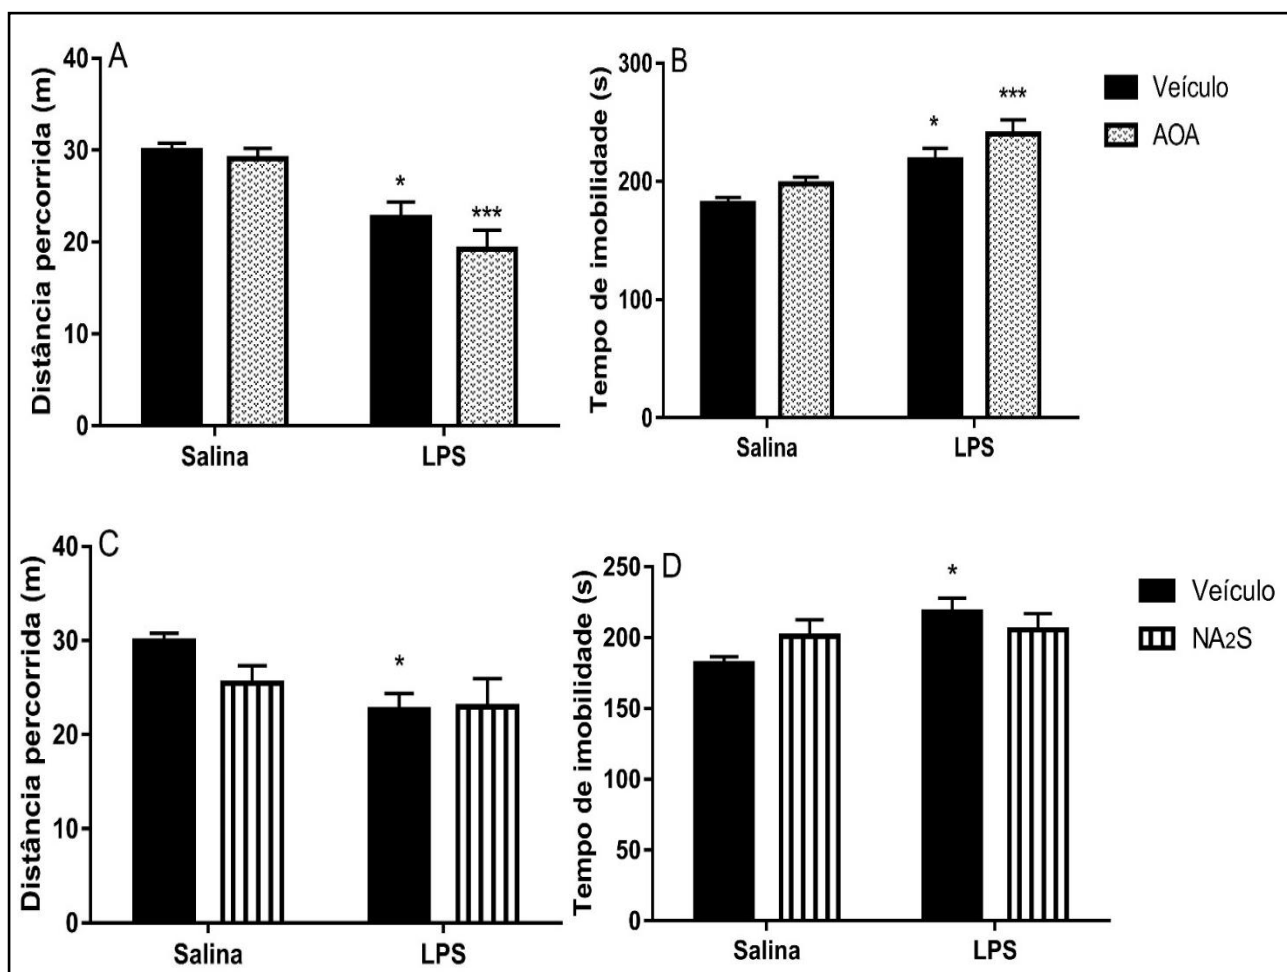 A
Distância percorrida (m)
40
30
20
10
0
*
***
Salina
LPS
B
Tempo de imobilidade (s)
300
200
100
0
*
***
Salina
LPS
Veículo
AOA
C
Distância percorrida (m)
40
30
20
10
0
*
Salina
LPS
D
Tempo de imobilidade (s)
250
200
150
100
50
0
*
Salina
LPS
Veículo
NA2S